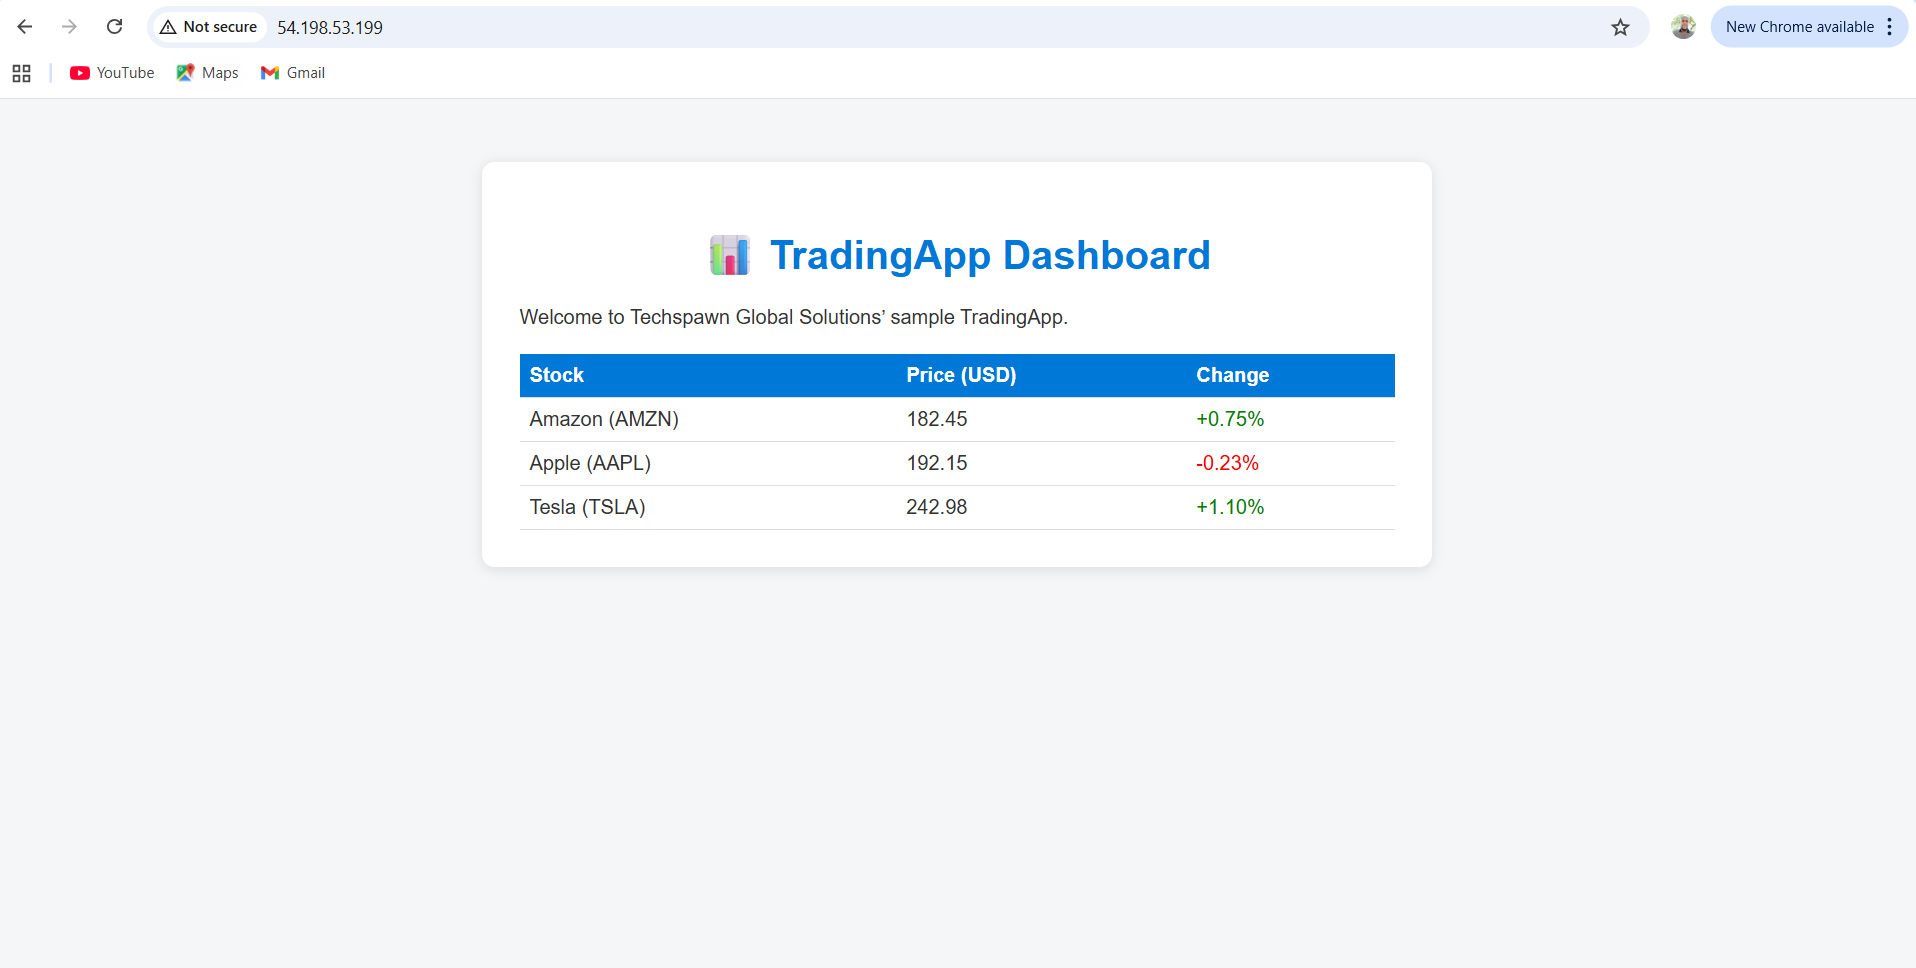 Not secure 54.198.53.199 New Chrome available
YouTube Maps Gmail
TradingApp Dashboard
Welcome to Techspawn Global Solutions’ sample TradingApp.
Stock Price (USD) Change
Amazon (AMZN) 182.45 +0.75%
Apple (AAPL) 192.15 -0.23%
Tesla (TSLA) 242.98 +1.10%